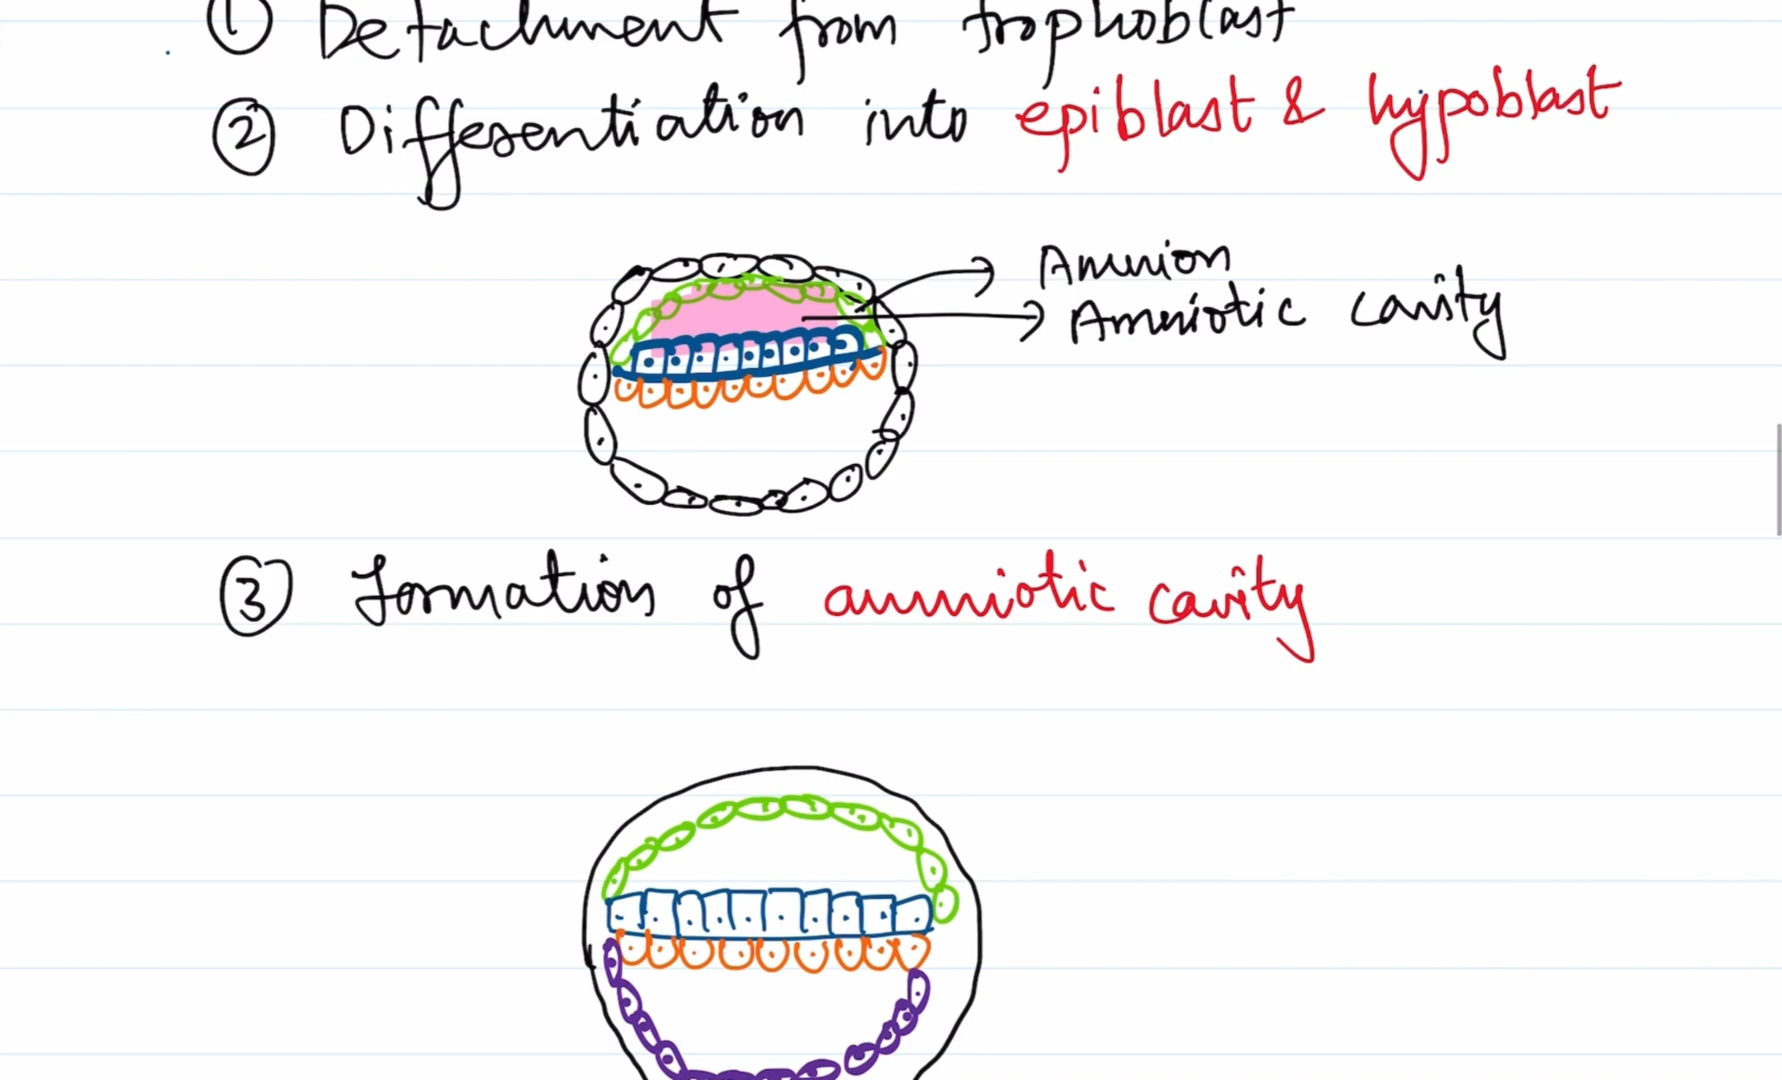 ① Detachment from trophoblast
② Differentiation into epiblast & hypoblast
Amnion
Amniotic cavity
③ Formation of amniotic cavity